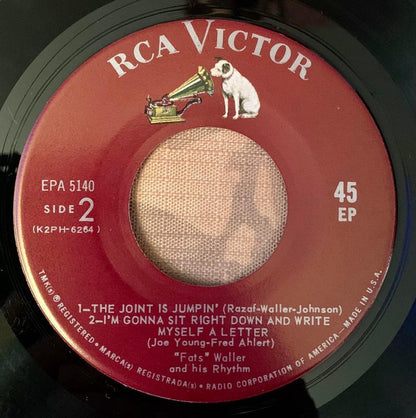 RCA VICTOR
EPA 5140
SIDE 2
(K2PH-6264)
45
EP
1—THE JOINT IS JUMPIN' (Razaf-Waller-Johnson)
2—I'M GONNA SIT RIGHT DOWN AND WRITE
MYSELF A LETTER
(Joe Young-Fred Ahlert)
"Fats" Waller
and his Rhythm
TMK(s) ® REGISTERED • MARCA(s) REGISTRADA(s) • RADIO CORPORATION OF AMERICA—MADE IN U.S.A.